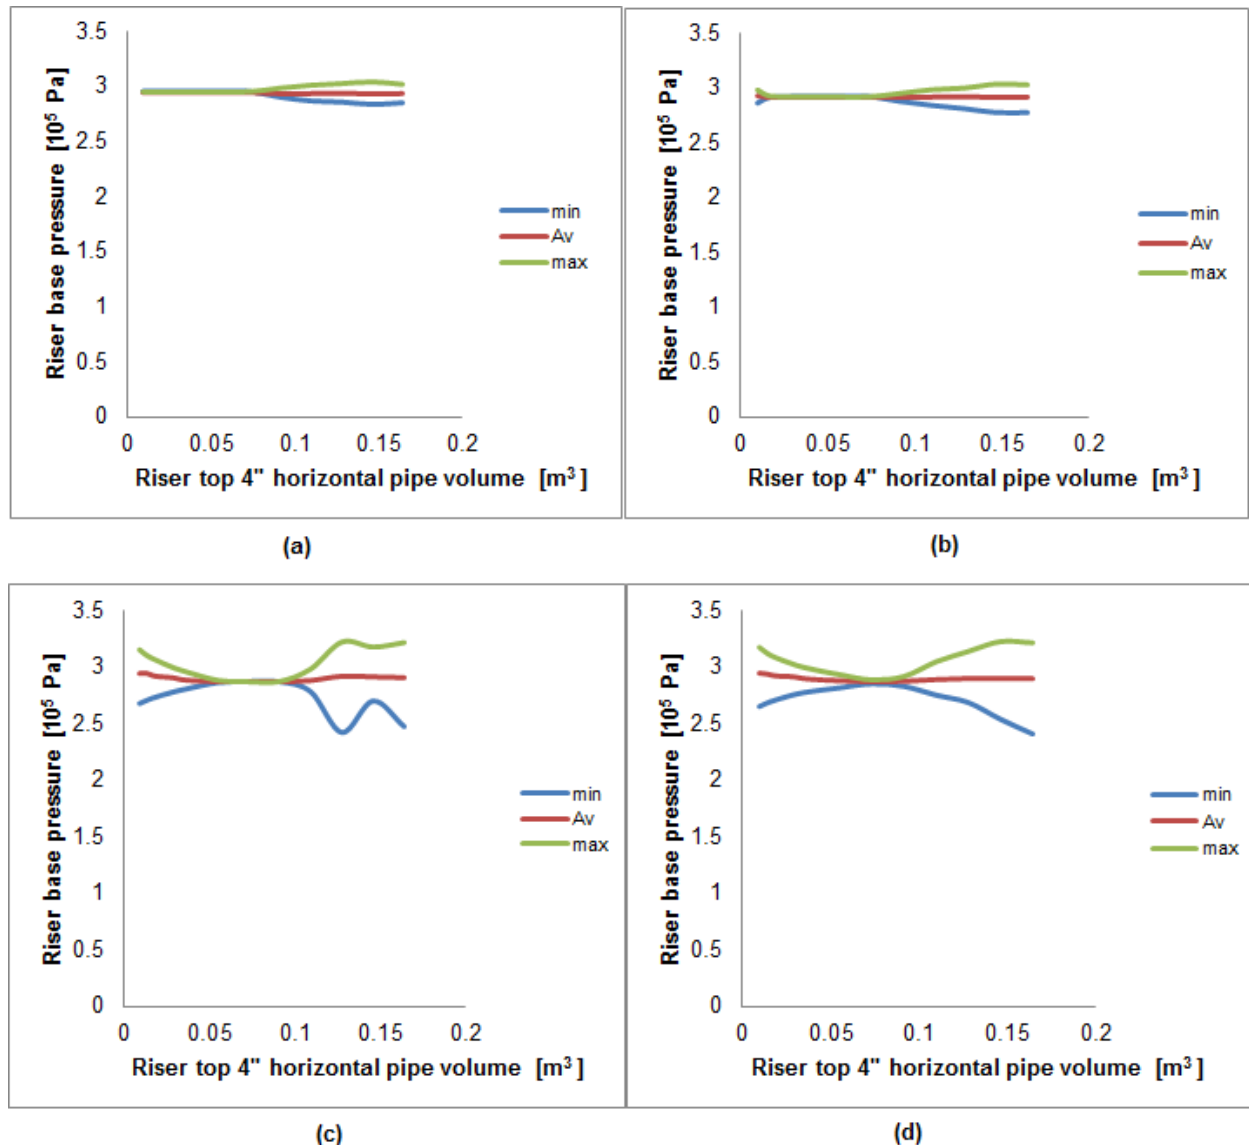 Riser base pressure [10⁵ Pa]
3.5
3
2.5
2
1.5
1
0.5
0
0 0.05 0.1 0.15 0.2
Riser top 4" horizontal pipe volume [m³]
min
Av
max
(a)
Riser base pressure [10⁵ Pa]
3.5
3
2.5
2
1.5
1
0.5
0
0 0.05 0.1 0.15 0.2
Riser top 4" horizontal pipe volume [m³]
min
Av
max
(b)
Riser base pressure [10⁵ Pa]
3.5
3
2.5
2
1.5
1
0.5
0
0 0.05 0.1 0.15 0.2
Riser top 4" horizontal pipe volume [m³]
min
Av
max
(c)
Riser base pressure [10⁵ Pa]
3.5
3
2.5
2
1.5
1
0.5
0
0 0.05 0.1 0.15 0.2
Riser top 4" horizontal pipe volume [m³]
min
Av
max
(d)